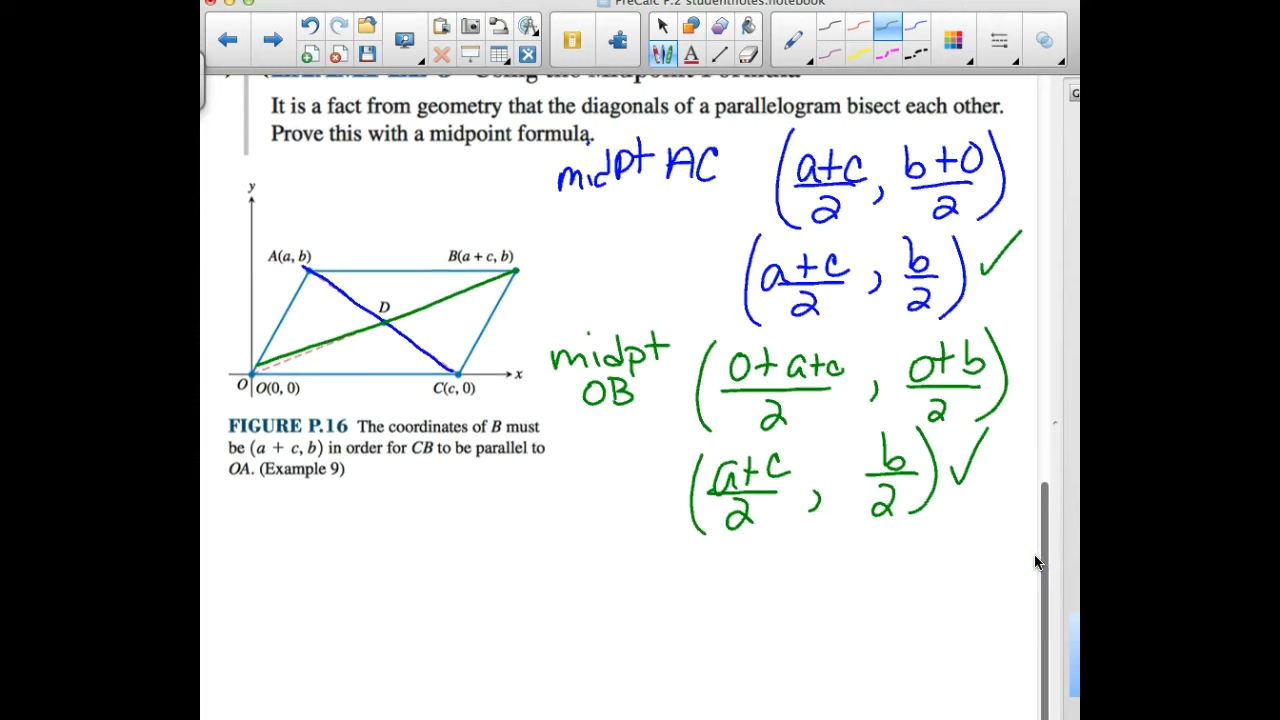 PreCalc P.2 studentnotes.notebook
Using the Midpoint Formula
It is a fact from geometry that the diagonals of a parallelogram bisect each other.
Prove this with a midpoint formula.
midpt AC (a+c/2, b+0/2)
(a+c/2, b/2) ✓
y
A(a, b)
B(a + c, b)
D
x
O
O(0, 0)
C(c, 0)
midpt OB (0+a+c/2, 0+b/2)
(a+c/2, b/2) ✓
FIGURE P.16 The coordinates of B must
be (a + c, b) in order for CB to be parallel to
OA. (Example 9)